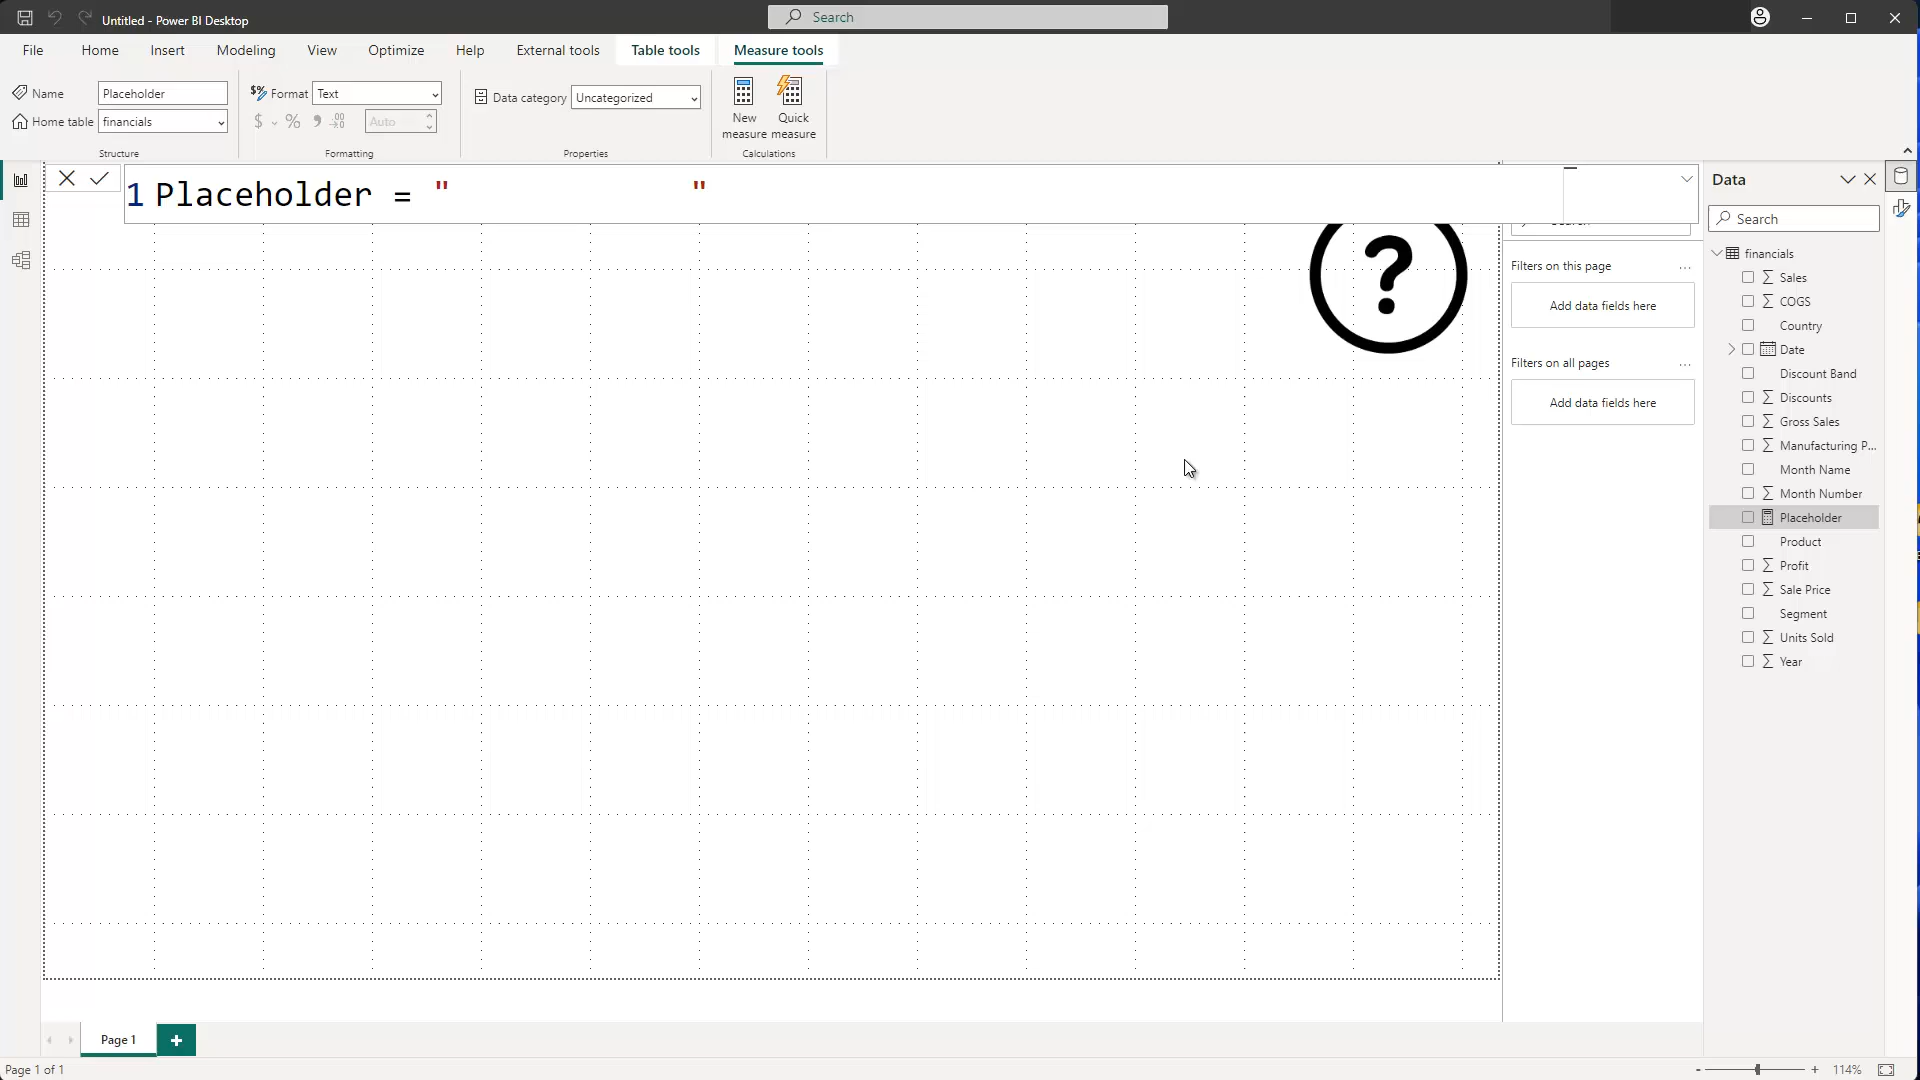 Untitled - Power BI Desktop
Search
File
Home
Insert
Modeling
View
Optimize
Help
External tools
Table tools
Measure tools
Name
Placeholder
Home table
financials
Structure
Format
Text
$
%
Auto
Formatting
Data category
Uncategorized
Properties
New measure
Quick measure
Calculations
1 Placeholder = "            "
?
Filters on this page
...
Add data fields here
Filters on all pages
...
Add data fields here
Data
Search
financials
Sales
COGS
Country
Date
Discount Band
Discounts
Gross Sales
Manufacturing P...
Month Name
Month Number
Placeholder
Product
Profit
Sale Price
Segment
Units Sold
Year
Page 1
+
Page 1 of 1
- + 114%